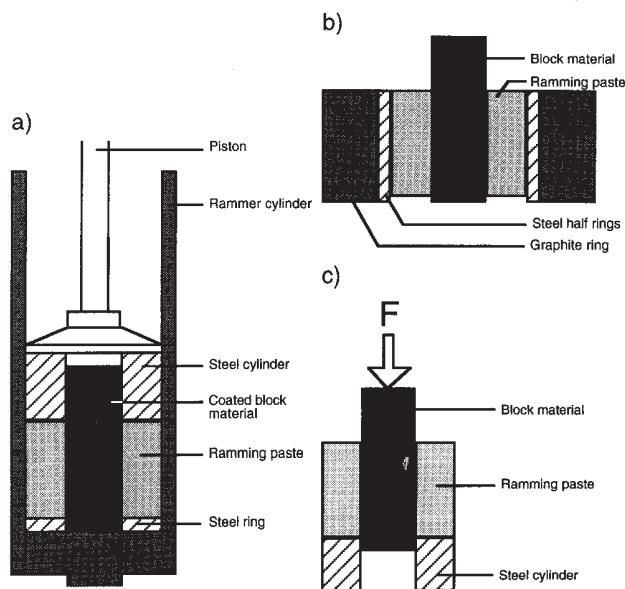 a)
Piston
Rammer cylinder
Steel cylinder
Coated block
material
Ramming paste
Steel ring
b)
Block material
Ramming paste
Steel half rings
Graphite ring
c)
F
Block material
Ramming paste
Steel cylinder